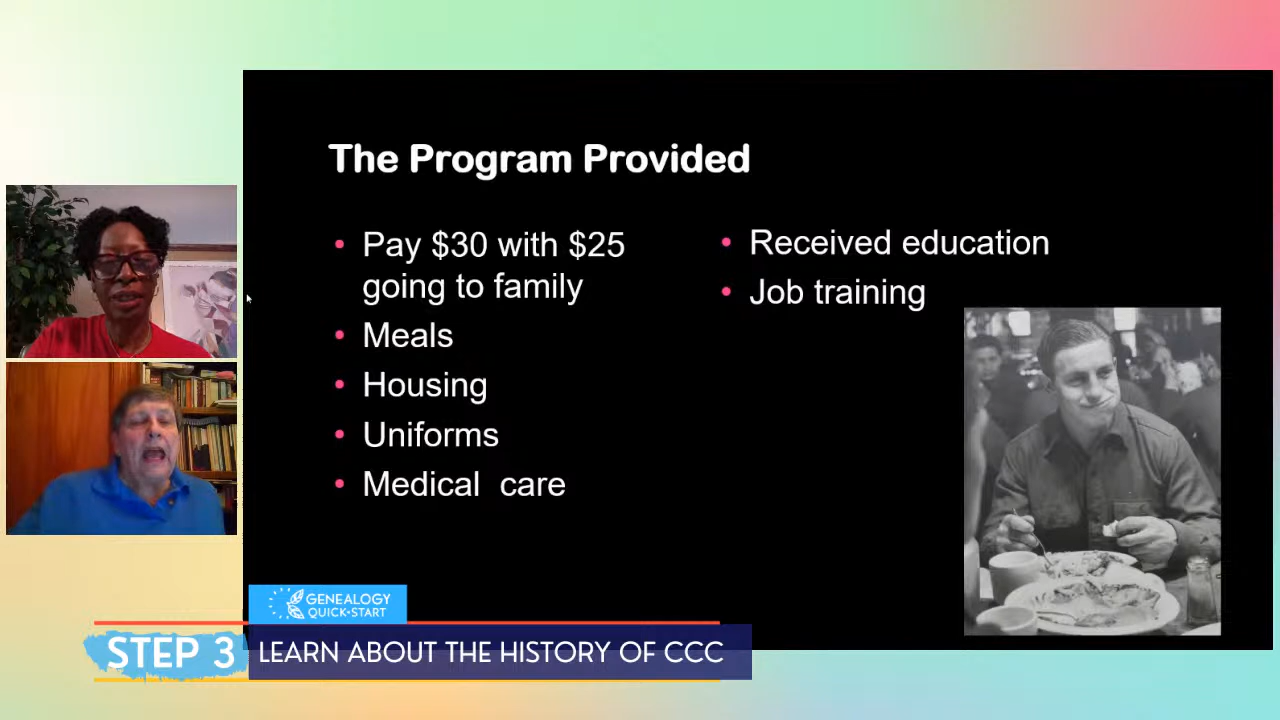 The Program Provided
• Pay $30 with $25
going to family
• Meals
• Housing
• Uniforms
• Medical care
• Received education
• Job training
GENEALOGY
QUICK•START
STEP 3
LEARN ABOUT THE HISTORY OF CCC